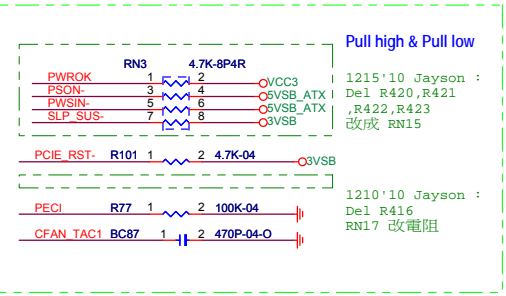 Pull high & Pull low
RN3 4.7K-8P4R
PWROK 1 2 VCC3
PSON- 3 4 5VSB_ATX
PWSIN- 5 6 5VSB_ATX
SLP_SUS- 7 8 3VSB
1215'10 Jayson :
Del R420,R421
,R422,R423
改成 RN15
PCIE_RST- R101 1 2 4.7K-04 3VSB
PECI R77 1 2 100K-04
CFAN_TAC1 BC87 1 2 470P-04-O
1210'10 Jayson :
Del R416
RN17 改電阻